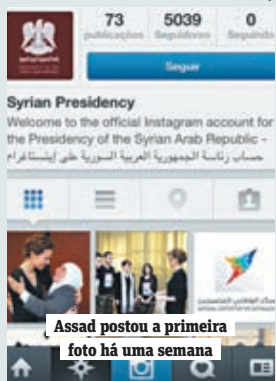 73 5039 0
publicações Seguidores Seguindo
Seguir
Syrian Presidency
Welcome to the official Instagram account for
the Presidency of the Syrian Arab Republic -
حساب رئاسة الجمهورية العربية السورية على إينستاغرام
Assad postou a primeira
foto há uma semana